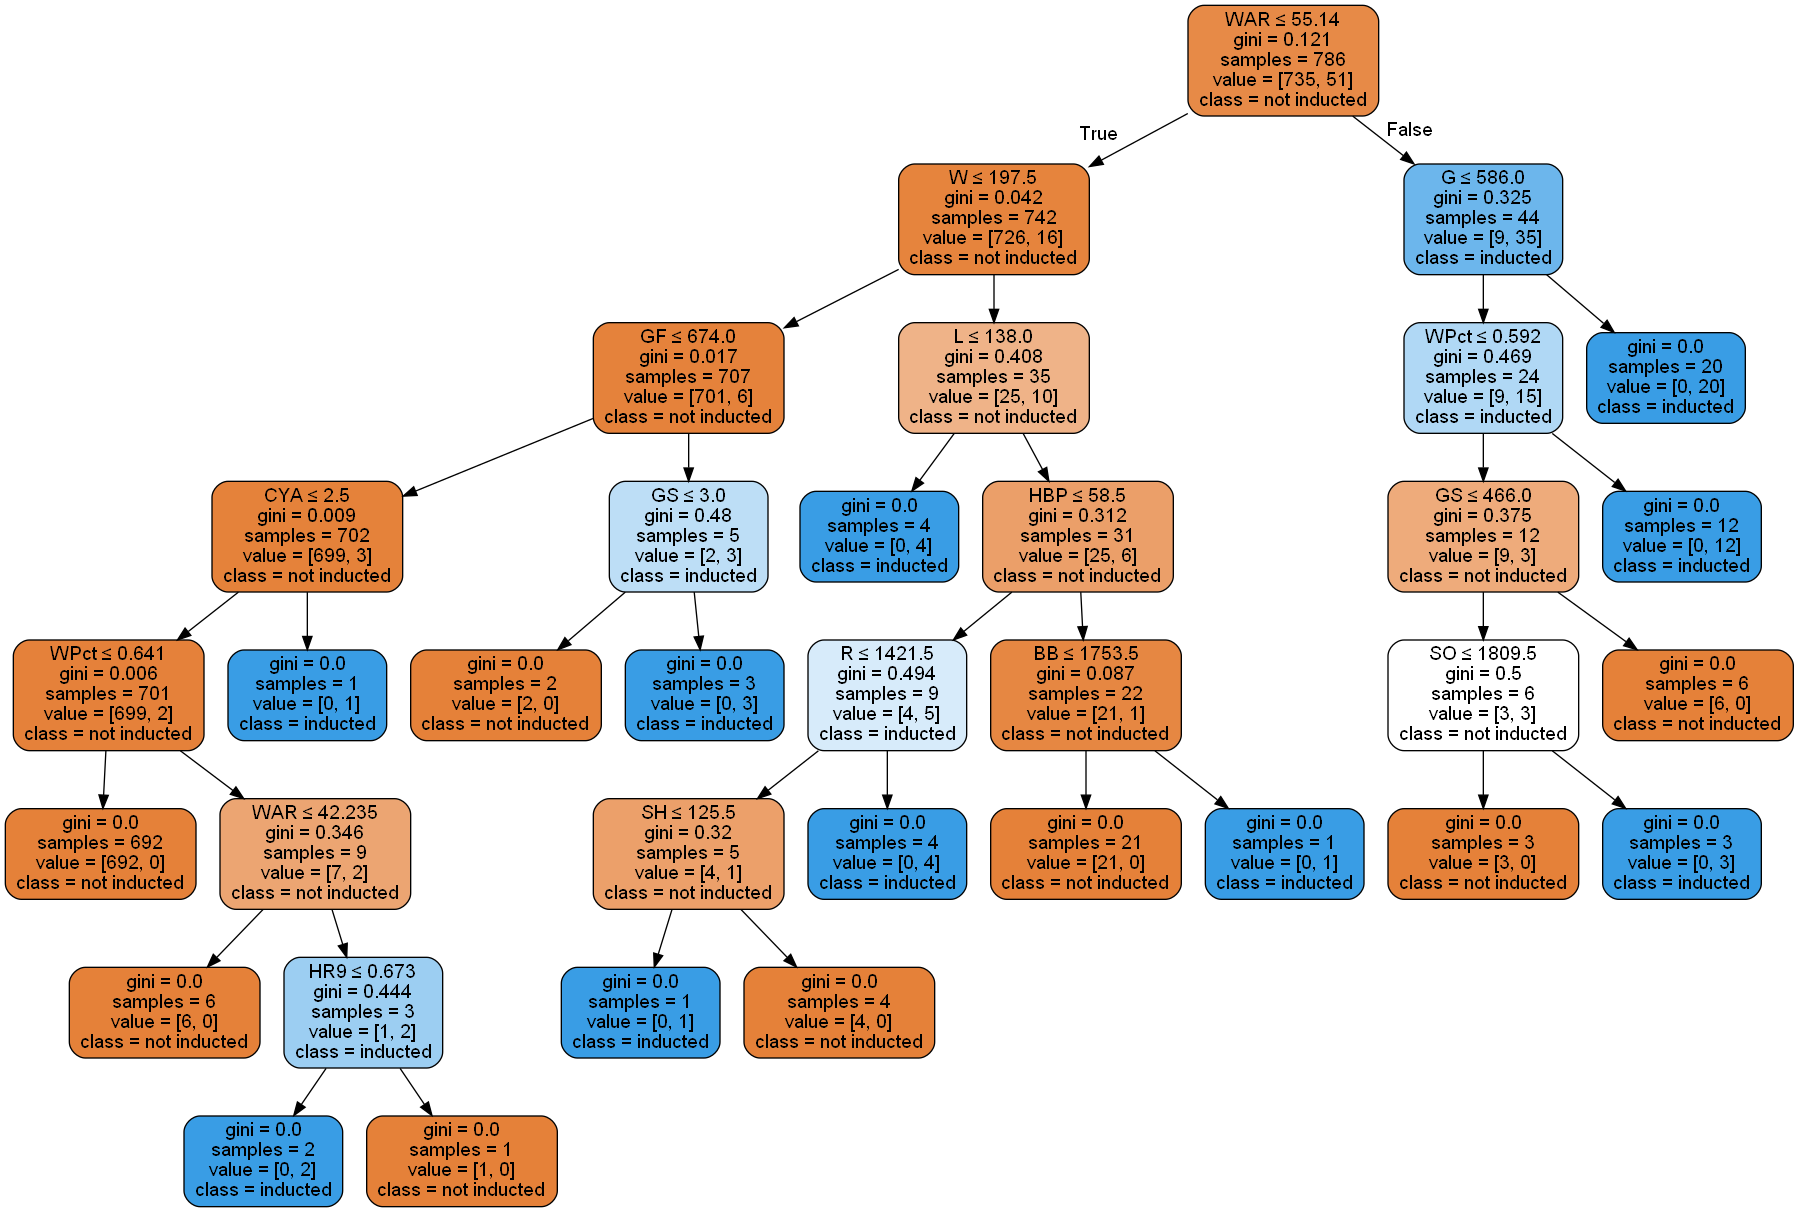 WAR ≤ 55.14
gini = 0.121
samples = 786
value = [735, 51]
class = not inducted
True
False
W ≤ 197.5
gini = 0.042
samples = 742
value = [726, 16]
class = not inducted
G ≤ 586.0
gini = 0.325
samples = 44
value = [9, 35]
class = inducted
GF ≤ 674.0
gini = 0.017
samples = 707
value = [701, 6]
class = not inducted
L ≤ 138.0
gini = 0.408
samples = 35
value = [25, 10]
class = not inducted
WPct ≤ 0.592
gini = 0.469
samples = 24
value = [9, 15]
class = inducted
gini = 0.0
samples = 20
value = [0, 20]
class = inducted
CYA ≤ 2.5
gini = 0.009
samples = 702
value = [699, 3]
class = not inducted
GS ≤ 3.0
gini = 0.48
samples = 5
value = [2, 3]
class = inducted
gini = 0.0
samples = 4
value = [0, 4]
class = inducted
HBP ≤ 58.5
gini = 0.312
samples = 31
value = [25, 6]
class = not inducted
GS ≤ 466.0
gini = 0.375
samples = 12
value = [9, 3]
class = not inducted
gini = 0.0
samples = 12
value = [0, 12]
class = inducted
WPct ≤ 0.641
gini = 0.006
samples = 701
value = [699, 2]
class = not inducted
gini = 0.0
samples = 1
value = [0, 1]
class = inducted
gini = 0.0
samples = 2
value = [2, 0]
class = not inducted
gini = 0.0
samples = 3
value = [0, 3]
class = inducted
R ≤ 1421.5
gini = 0.494
samples = 9
value = [4, 5]
class = inducted
BB ≤ 1753.5
gini = 0.087
samples = 22
value = [21, 1]
class = not inducted
SO ≤ 1809.5
gini = 0.5
samples = 6
value = [3, 3]
class = not inducted
gini = 0.0
samples = 6
value = [6, 0]
class = not inducted
gini = 0.0
samples = 692
value = [692, 0]
class = not inducted
WAR ≤ 42.235
gini = 0.346
samples = 9
value = [7, 2]
class = not inducted
SH ≤ 125.5
gini = 0.32
samples = 5
value = [4, 1]
class = not inducted
gini = 0.0
samples = 4
value = [0, 4]
class = inducted
gini = 0.0
samples = 21
value = [21, 0]
class = not inducted
gini = 0.0
samples = 1
value = [0, 1]
class = inducted
gini = 0.0
samples = 3
value = [3, 0]
class = not inducted
gini = 0.0
samples = 3
value = [0, 3]
class = inducted
gini = 0.0
samples = 6
value = [6, 0]
class = not inducted
HR9 ≤ 0.673
gini = 0.444
samples = 3
value = [1, 2]
class = inducted
gini = 0.0
samples = 1
value = [0, 1]
class = inducted
gini = 0.0
samples = 4
value = [4, 0]
class = not inducted
gini = 0.0
samples = 2
value = [0, 2]
class = inducted
gini = 0.0
samples = 1
value = [1, 0]
class = not inducted